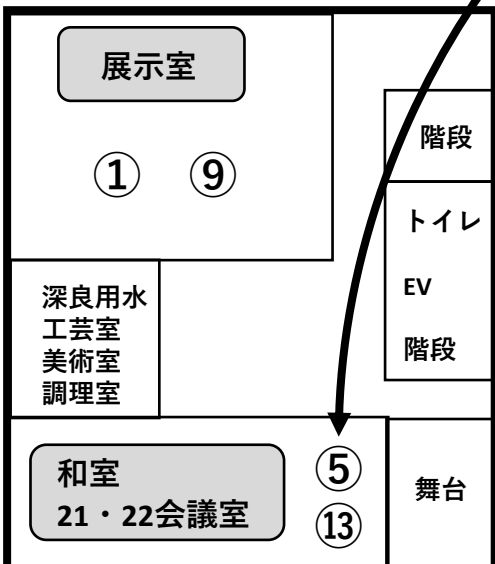 展示室
① ⑨
階段
トイレ
EV
階段
深良用水
工芸室
美術室
調理室
和室
21・22会議室
⑤
⑬
舞台